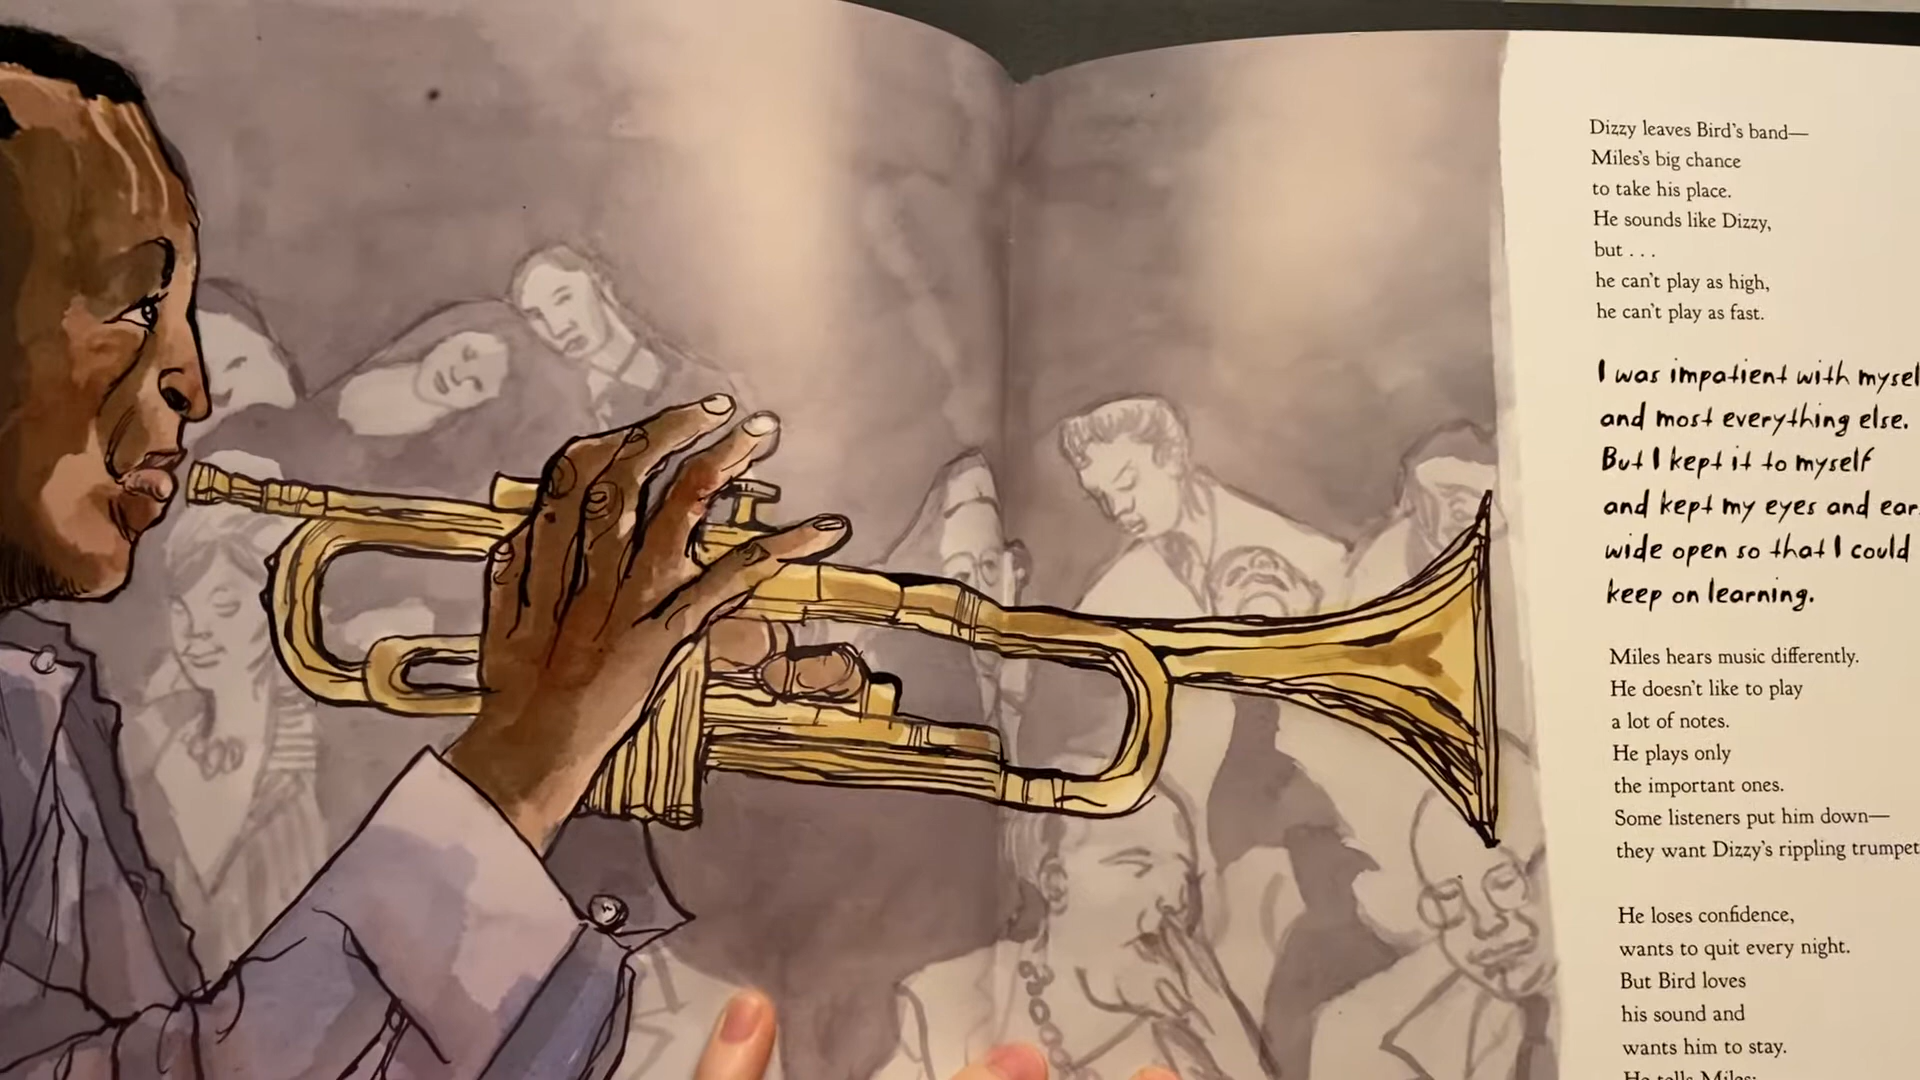 Dizzy leaves Bird's band—
Miles's big chance
to take his place.
He sounds like Dizzy,
but . . .
he can't play as high,
he can't play as fast.
I was impatient with mysel
and most everything else.
But I kept it to myself
and kept my eyes and ear
wide open so that I could
keep on learning.
Miles hears music differently.
He doesn't like to play
a lot of notes.
He plays only
the important ones.
Some listeners put him down—
they want Dizzy's rippling trumpet
He loses confidence,
wants to quit every night.
But Bird loves
his sound and
wants him to stay.
He tells Miles: